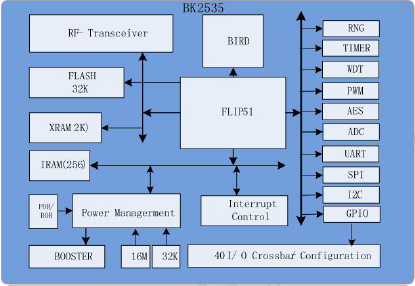 BK2535
RF- Transceiver
BIRD
RNG
TIMER
FLASH
32K
WDT
PWM
FLIP51
AES
XRAM 2K)
ADC
UART
IRAM(256)
SPI
I2C
POR/
BOR
Power Managerment
Interrupt
Control
GPIO
BOOSTER
16M
32K
40 I/O Crossbar Configuration